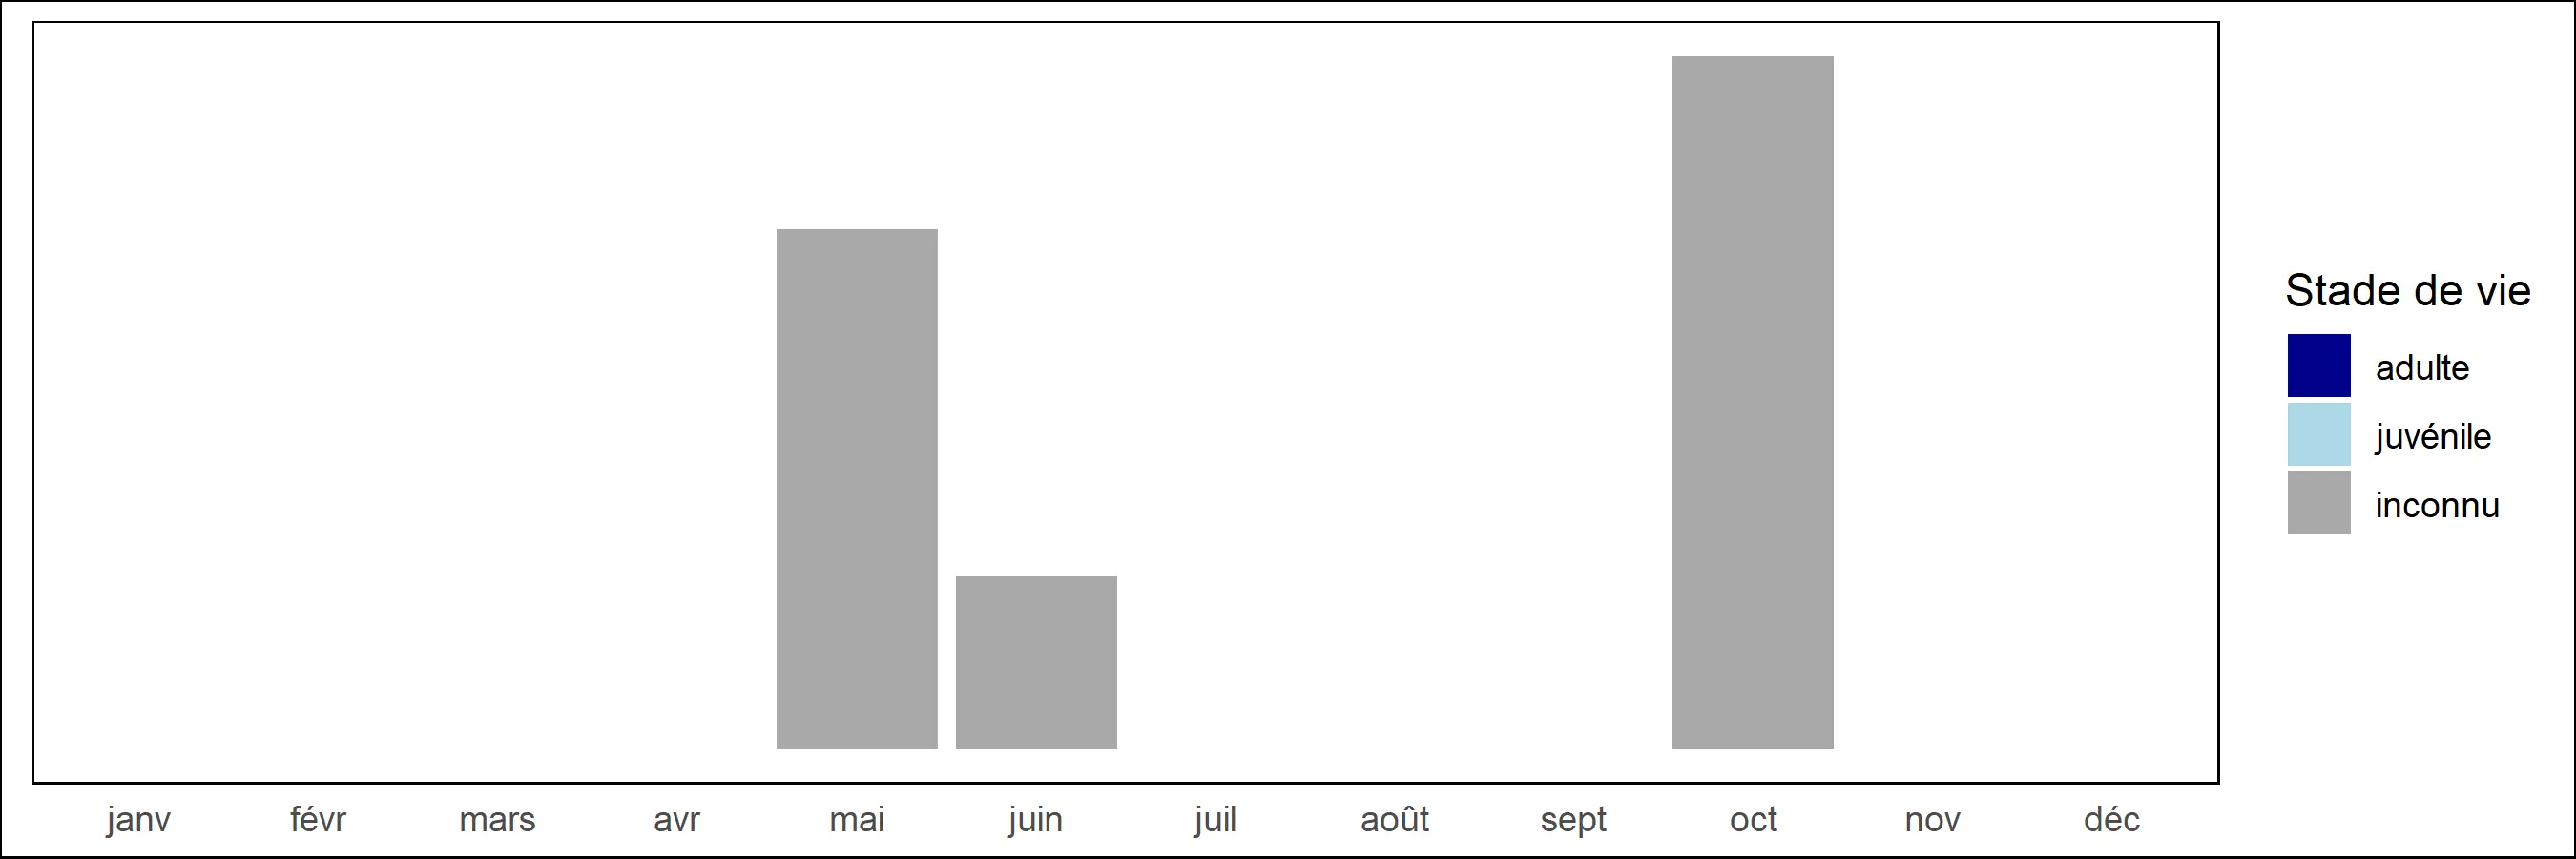 Stade de vie
adulte
juvénile
inconnu
janv févr mars avr mai juin juil août sept oct nov déc